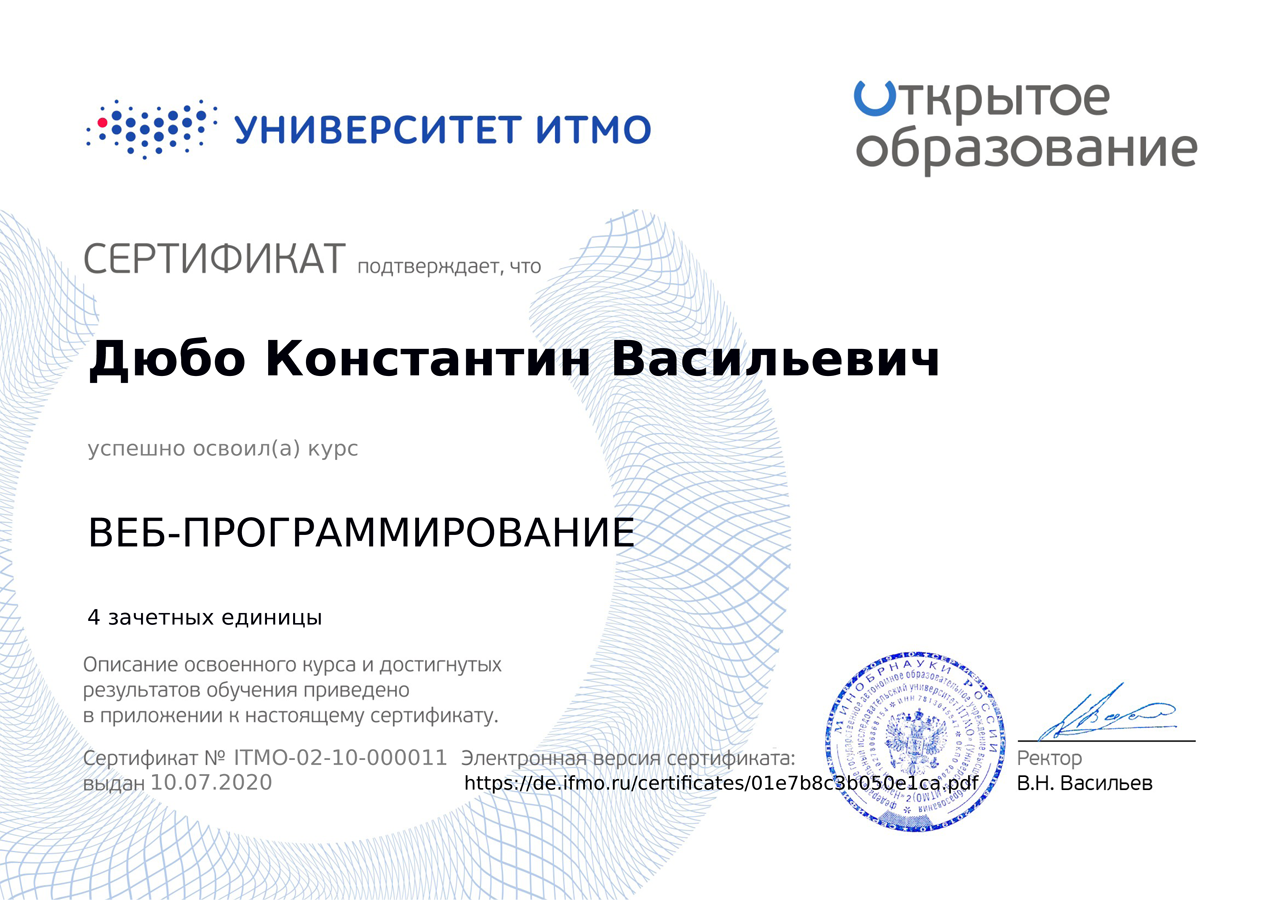 УНИВЕРСИТЕТ ИТМО
Открытое
образование
СЕРТИФИКАТ подтверждает, что
Дюбо Константин Васильевич
успешно освоил(а) курс
ВЕБ-ПРОГРАММИРОВАНИЕ
4 зачетных единицы
Описание освоенного курса и достигнутых
результатов обучения приведено
в приложении к настоящему сертификату.
Сертификат № ITMO-02-10-000011
выдан 10.07.2020
Электронная версия сертификата:
https://de.ifmo.ru/certificates/01e7b8c3b050e1ca.pdf
МИНОБРНАУКИ РОССИИ
Ректор
В.Н. Васильев